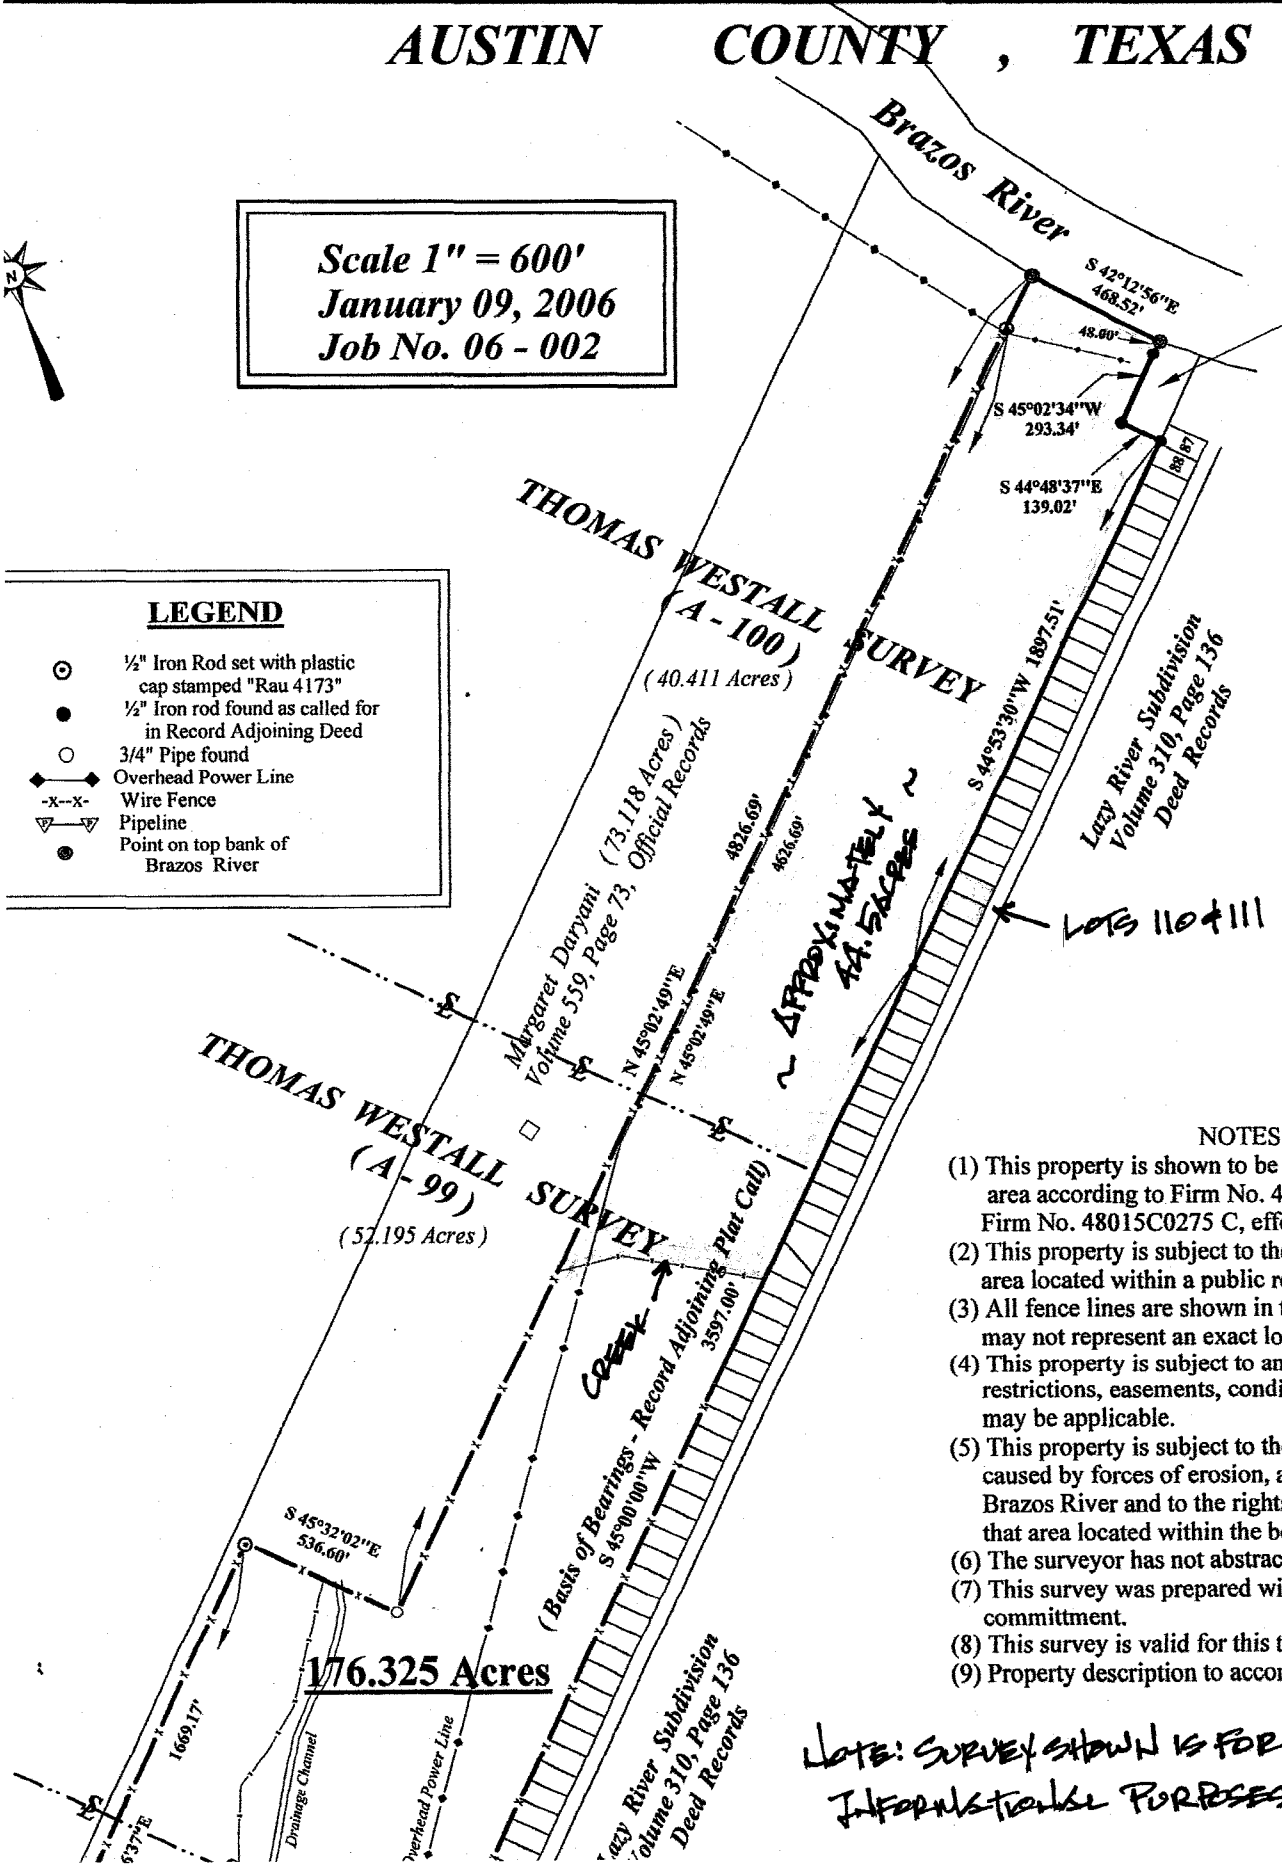 AUSTIN COUNTY , TEXAS
Brazos River
Scale 1" = 600'
January 09, 2006
Job No. 06 - 002
N
S 42°12'56"E
468.52'
48.00'
S 45°02'34"W
293.34'
S 44°48'37"E
139.02'
87
88
THOMAS WESTALL SURVEY
( A - 100 )
( 40.411 Acres )
LEGEND
½" Iron Rod set with plastic
cap stamped "Rau 4173"
½" Iron rod found as called for
in Record Adjoining Deed
3/4" Pipe found
Overhead Power Line
-x--x- Wire Fence
Pipeline
Point on top bank of
Brazos River
S 44°53'30"W 1897.51'
Lazy River Subdivision
Volume 310, Page 136
Deed Records
Margaret Daryani (73.118 Acres)
Volume 559, Page 73, Official Records
4826.69'
4626.69'
N 45°02'49"E
N 45°02'49"E
~ APPROXIMATELY ~
44.5 ACRES
LOTS 110 & 111
THOMAS WESTALL SURVEY
( A - 99 )
( 52.195 Acres )
CREEK
(Basis of Bearings - Record Adjoining Plat Call)
S 45°00'00"W
3597.00'
NOTES
(1) This property is shown to be
area according to Firm No. 4
Firm No. 48015C0275 C, eff
(2) This property is subject to th
area located within a public r
(3) All fence lines are shown in
may not represent an exact lo
(4) This property is subject to an
restrictions, easements, condi
may be applicable.
(5) This property is subject to th
caused by forces of erosion, a
Brazos River and to the rights
that area located within the b
(6) The surveyor has not abstrac
(7) This survey was prepared wi
committment.
(8) This survey is valid for this t
(9) Property description to accor
S 45°32'02"E
536.60'
176.325 Acres
1669.17'
6'37"E
Drainage Channel
Overhead Power Line
Lazy River Subdivision
Volume 310, Page 136
Deed Records
NOTE: SURVEY SHOWN IS FOR
INFORMATIONAL PURPOSES